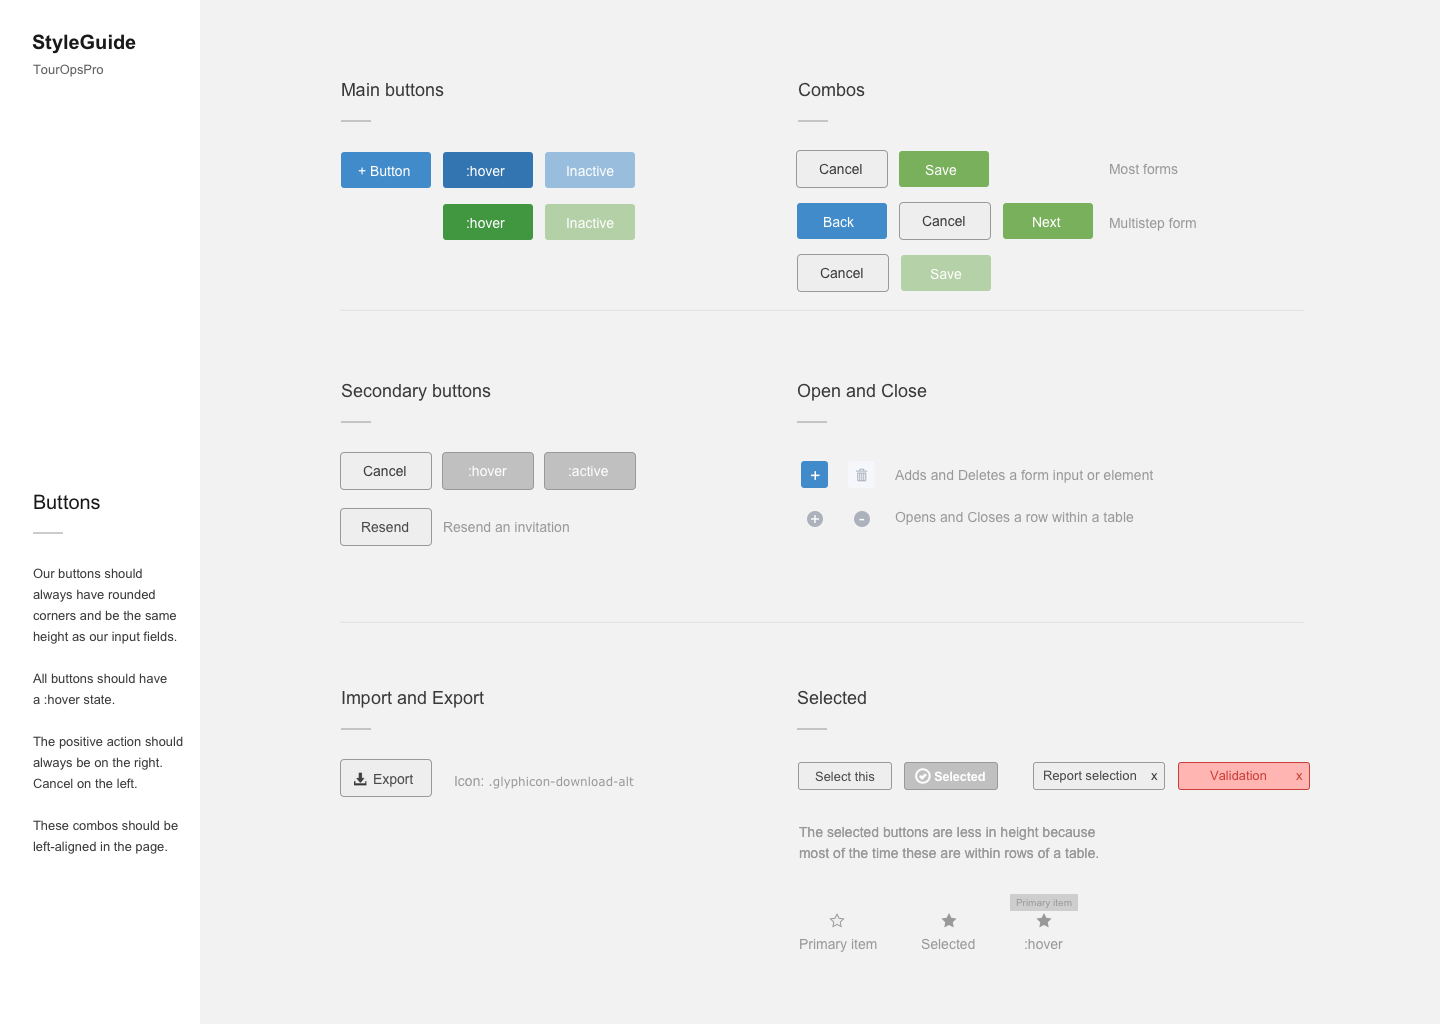 StyleGuide
TourOpsPro
Buttons
Our buttons should
always have rounded
corners and be the same
height as our input fields.
All buttons should have
a :hover state.
The positive action should
always be on the right.
Cancel on the left.
These combos should be
left-aligned in the page.
Main buttons
+ Button :hover Inactive
:hover Inactive
Combos
Cancel Save Most forms
Back Cancel Next Multistep form
Cancel Save
Secondary buttons
Cancel :hover :active
Resend Resend an invitation
Open and Close
+ Adds and Deletes a form input or element
+ - Opens and Closes a row within a table
Import and Export
Export Icon: .glyphicon-download-alt
Selected
Select this Selected Report selection x Validation x
The selected buttons are less in height because
most of the time these are within rows of a table.
Primary item
Primary item Selected :hover